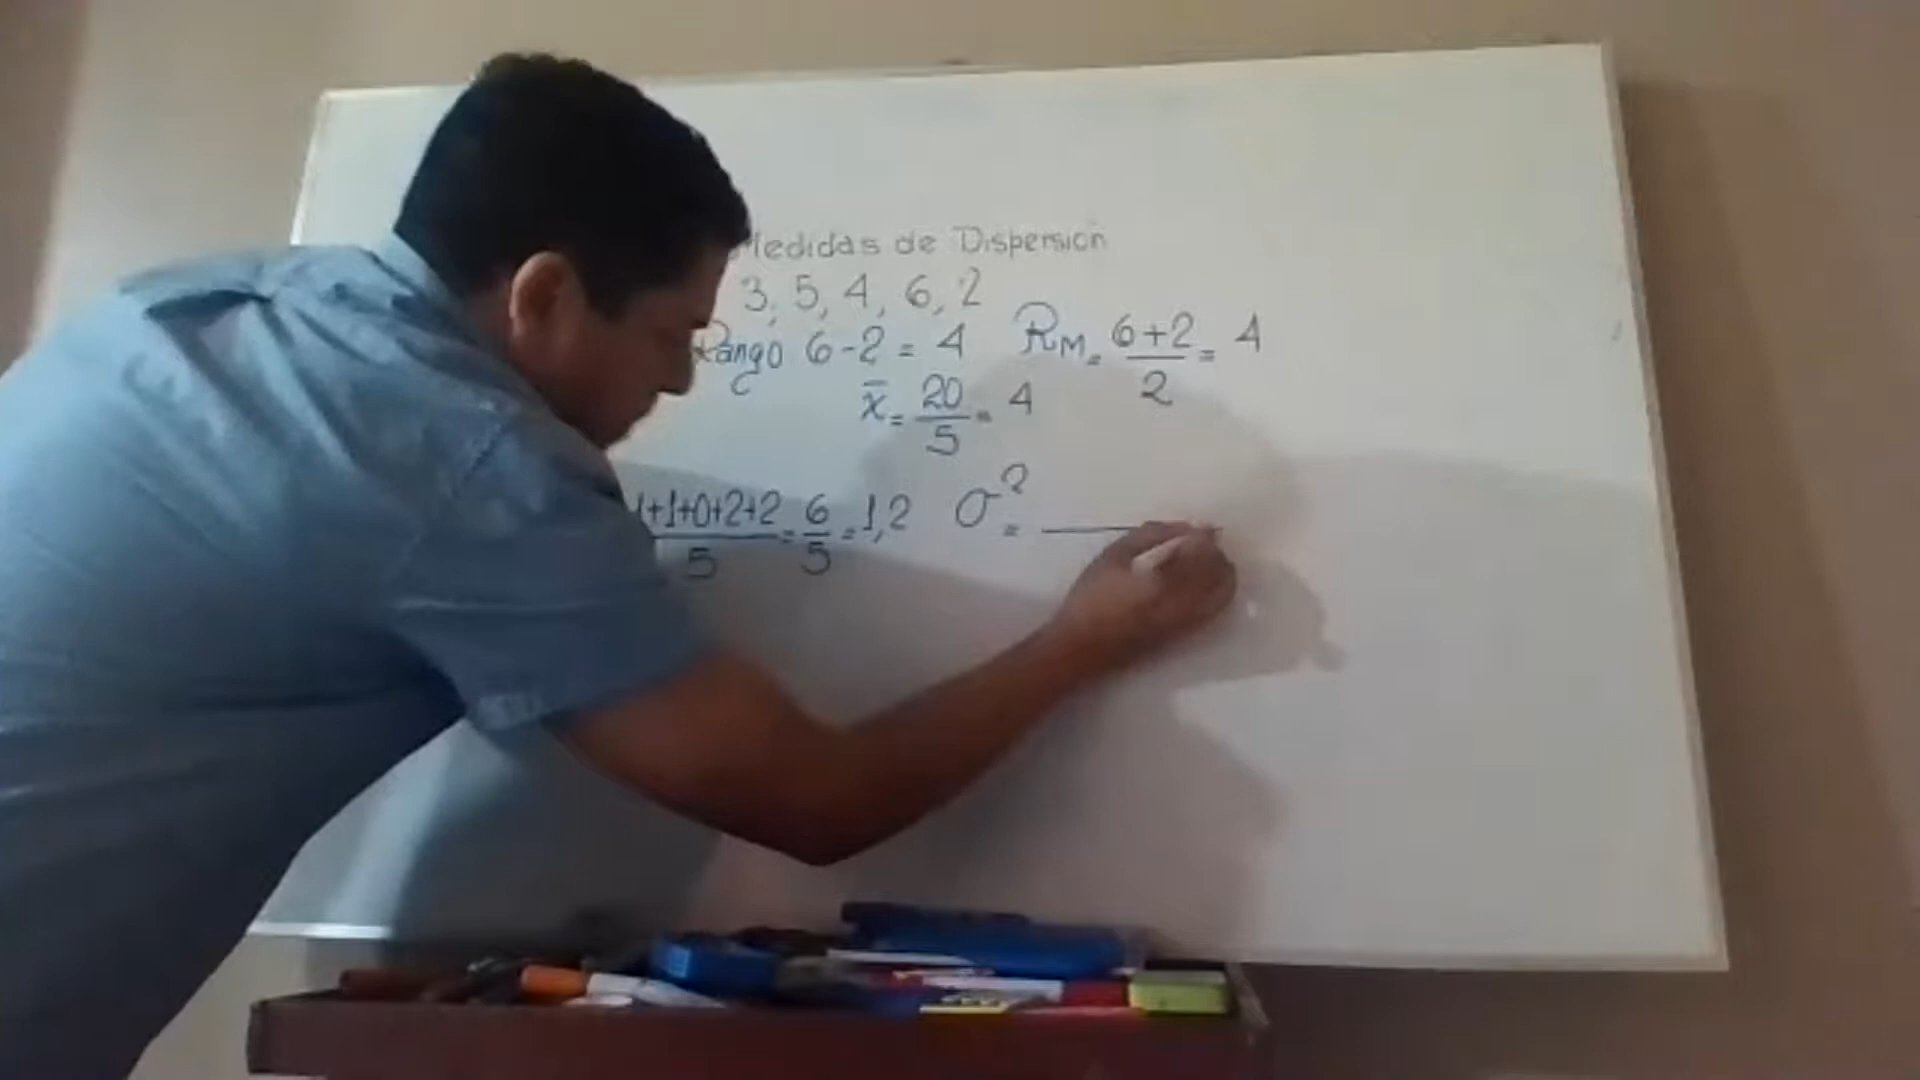 Medidas de Dispersión
3, 5, 4, 6, 2
Rango 6-2 = 4 RM = 6+2/2 = 4
x̄ = 20/5 = 4
1+1+0+2+2/5 = 6/5 = 1,2 σ² =